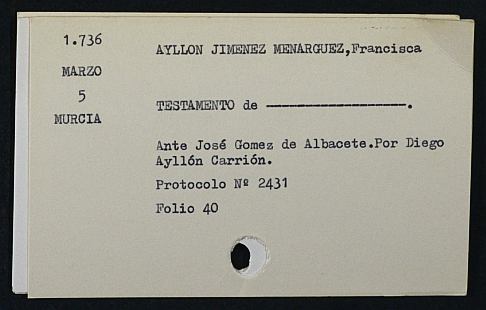 1.736
MARZO
5
MURCIA
AYLLON JIMENEZ MENARGUEZ,Francisca
TESTAMENTO de -------------------.
Ante José Gomez de Albacete.Por Diego
Ayllón Carrión.
Protocolo Nº 2431
Folio 40